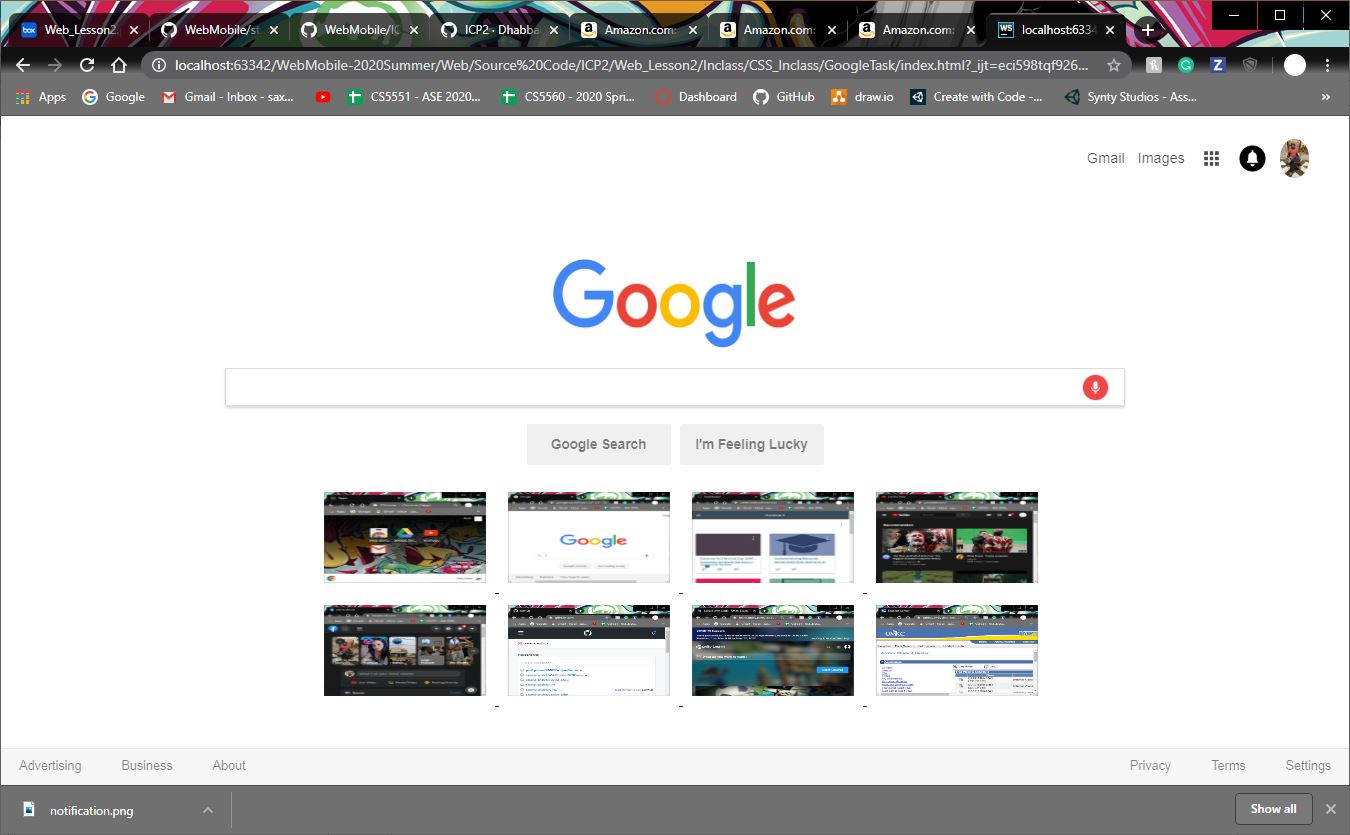 Web_Lesson2.
WebMobile/st
WebMobile/IC
ICP2 · Dhabba
Amazon.com:
Amazon.com:
Amazon.com:
WS localhost:6334
localhost:63342/WebMobile-2020Summer/Web/Source%20Code/ICP2/Web_Lesson2/Inclass/CSS_Inclass/GoogleTask/index.html?_ijt=eci598tqf926...
Apps Google Gmail - Inbox - sax... CS5551 - ASE 2020... CS5560 - 2020 Spri... Dashboard GitHub draw.io Create with Code -... Synty Studios - Ass... »
Gmail Images
Google
Google Search I'm Feeling Lucky
Google
UMKC
Advertising Business About Privacy Terms Settings
notification.png Show all